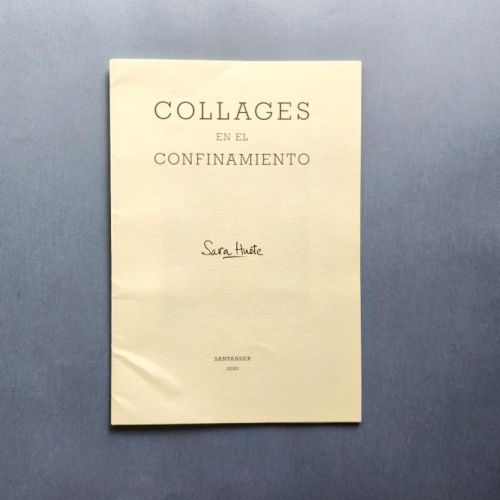 COLLAGES
EN EL
CONFINAMIENTO
Sara Huete
SANTANDER
2020